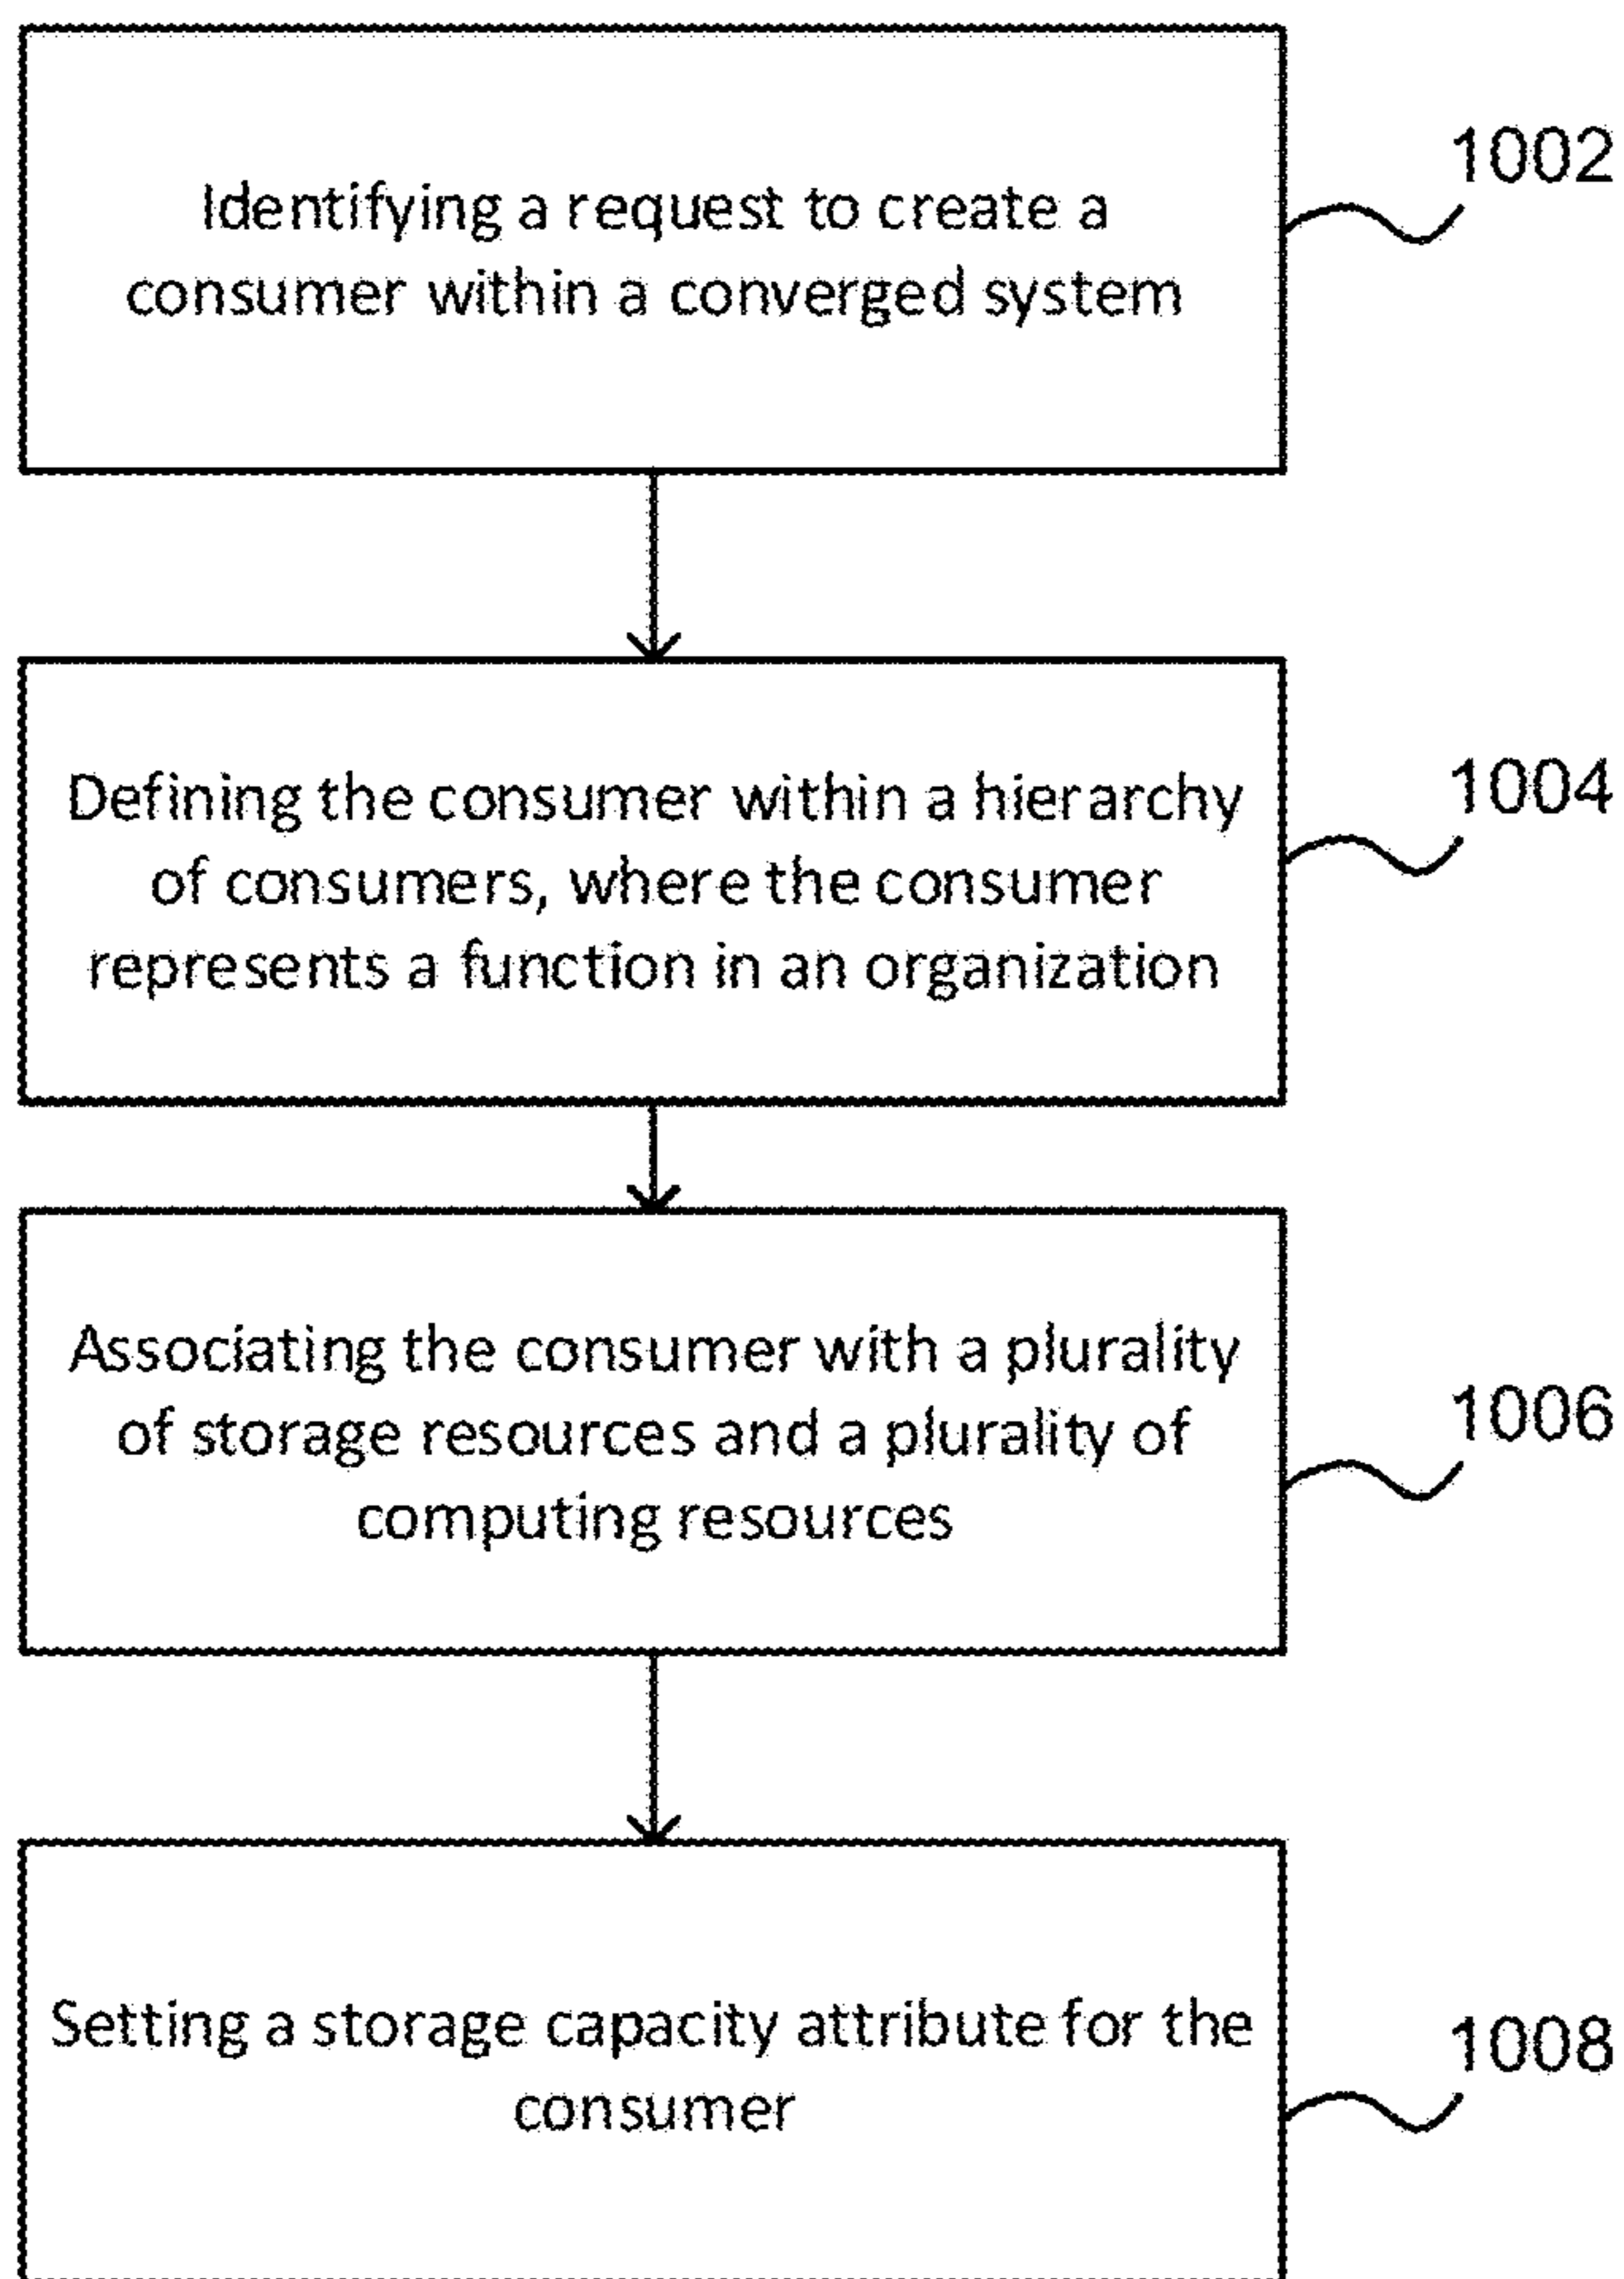 Identifying a request to create a
consumer within a converged system
1002
Defining the consumer within a hierarchy
of consumers, where the consumer
represents a function in an organization
1004
Associating the consumer with a plurality
of storage resources and a plurality of
computing resources
1006
Setting a storage capacity attribute for the
consumer
1008